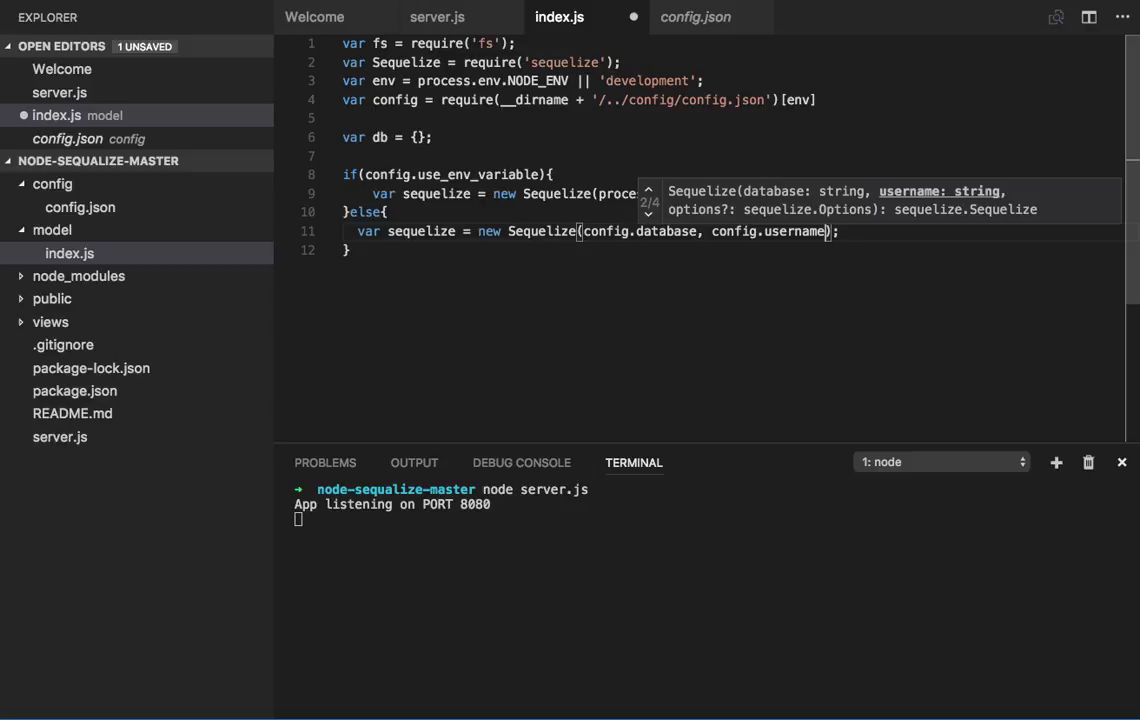 EXPLORER
OPEN EDITORS 1 UNSAVED
Welcome
server.js
index.js model
config.json config
NODE-SEQUALIZE-MASTER
config
config.json
model
index.js
node_modules
public
views
.gitignore
package-lock.json
package.json
README.md
server.js
Welcome server.js index.js config.json
1 var fs = require('fs');
2 var Sequelize = require('sequelize');
3 var env = process.env.NODE_ENV || 'development';
4 var config = require(__dirname + '/../config/config.json')[env]
5
6 var db = {};
7
8 if(config.use_env_variable){
9 var sequelize = new Sequelize(proce
10 }else{
11 var sequelize = new Sequelize(config.database, config.username);
12 }
2/4
Sequelize(database: string, username: string,
options?: sequelize.Options): sequelize.Sequelize
PROBLEMS OUTPUT DEBUG CONSOLE TERMINAL 1: node
→ node-sequalize-master node server.js
App listening on PORT 8080